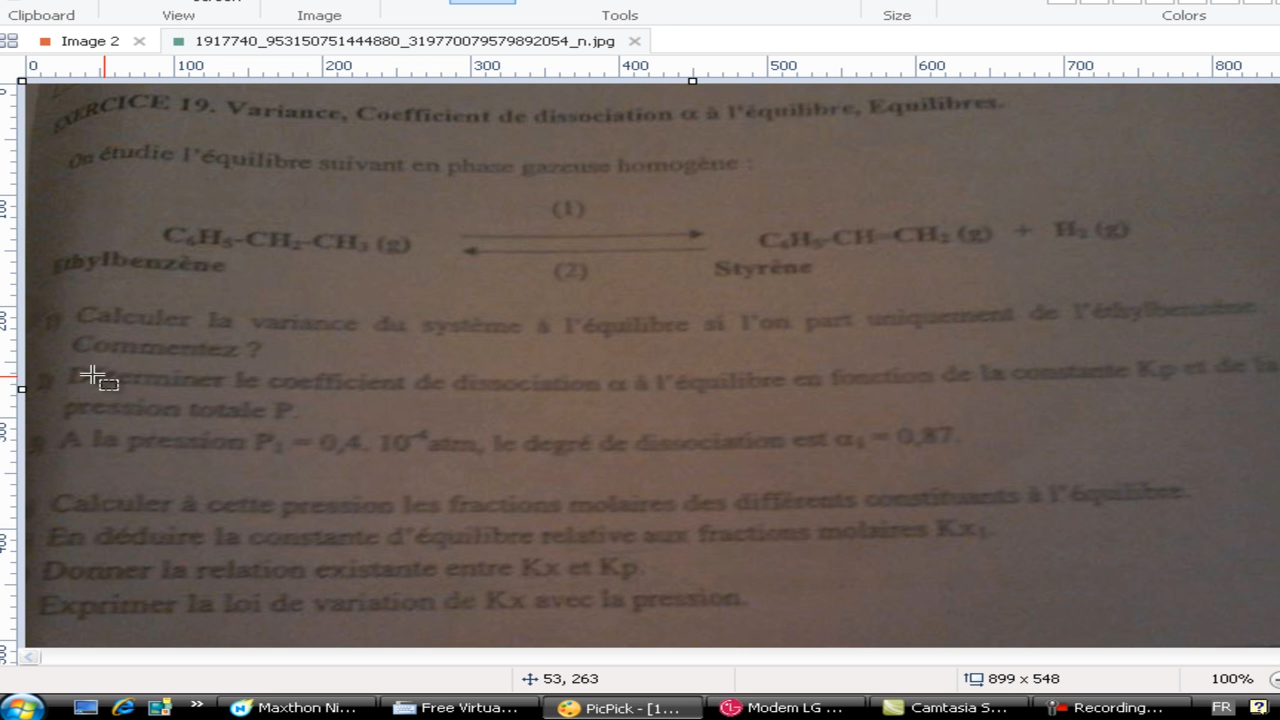 Clipboard
View
Image
Tools
Size
Colors
Image 2
1917740_953150751444880_319770079579892054_n.jpg
0 100 200 300 400 500 600 700 800
EXERCICE 19. Variance, Coefficient de dissociation α à l'équilibre, Equilibres.
On étudie l'équilibre suivant en phase gazeuse homogène :
(1)
C₆H₅-CH₂-CH₃ (g) C₆H₅-CH=CH₂ (g) + H₂ (g)
(2)
Ethylbenzène Styrène
Calculer la variance du système à l'équilibre si l'on part uniquement de l'éthylbenzène.
Commentez ?
Déterminer le coefficient de dissociation α à l'équilibre en fonction de la constante Kp et de la
pression totale P.
A la pression P₁ = 0,4. 10⁻⁴atm, le degré de dissociation est α₁ = 0,87.
Calculer à cette pression les fractions molaires des différents constituants à l'équilibre.
En déduire la constante d'équilibre relative aux fractions molaires Kx₁.
Donner la relation existante entre Kx et Kp.
Exprimer la loi de variation de Kx avec la pression.
53, 263
899 x 548
100%
Maxthon Ni...
Free Virtua...
PicPick - [1...
Modem LG ...
Camtasia S...
Recording...
FR